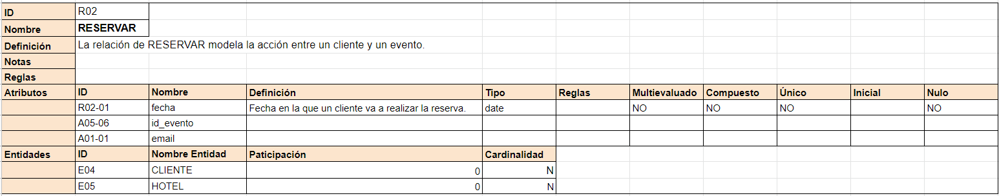 ID R02
Nombre RESERVAR
Definición La relación de RESERVAR modela la acción entre un cliente y un evento.
Notas
Reglas
Atributos ID Nombre Definición Tipo Reglas Multievaluado Compuesto Único Inicial Nulo
R02-01 fecha Fecha en la que un cliente va a realizar la reserva. date NO NO NO NO
A05-06 id_evento
A01-01 email
Entidades ID Nombre Entidad Paticipación Cardinalidad
E04 CLIENTE 0 N
E05 HOTEL 0 N